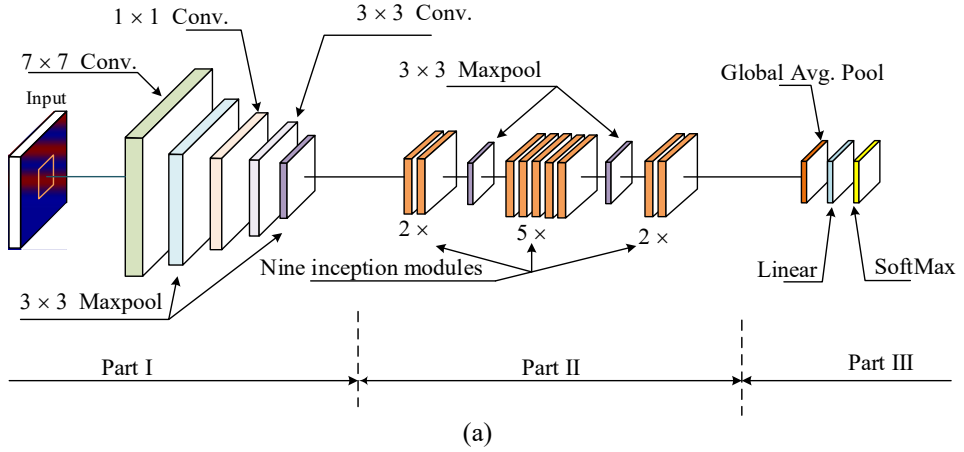 1 × 1 Conv.
3 × 3 Conv.
7 × 7 Conv.
3 × 3 Maxpool
Global Avg. Pool
Input
2 ×
5 ×
2 ×
Nine inception modules
Linear
SoftMax
3 × 3 Maxpool
Part I
Part II
Part III
(a)